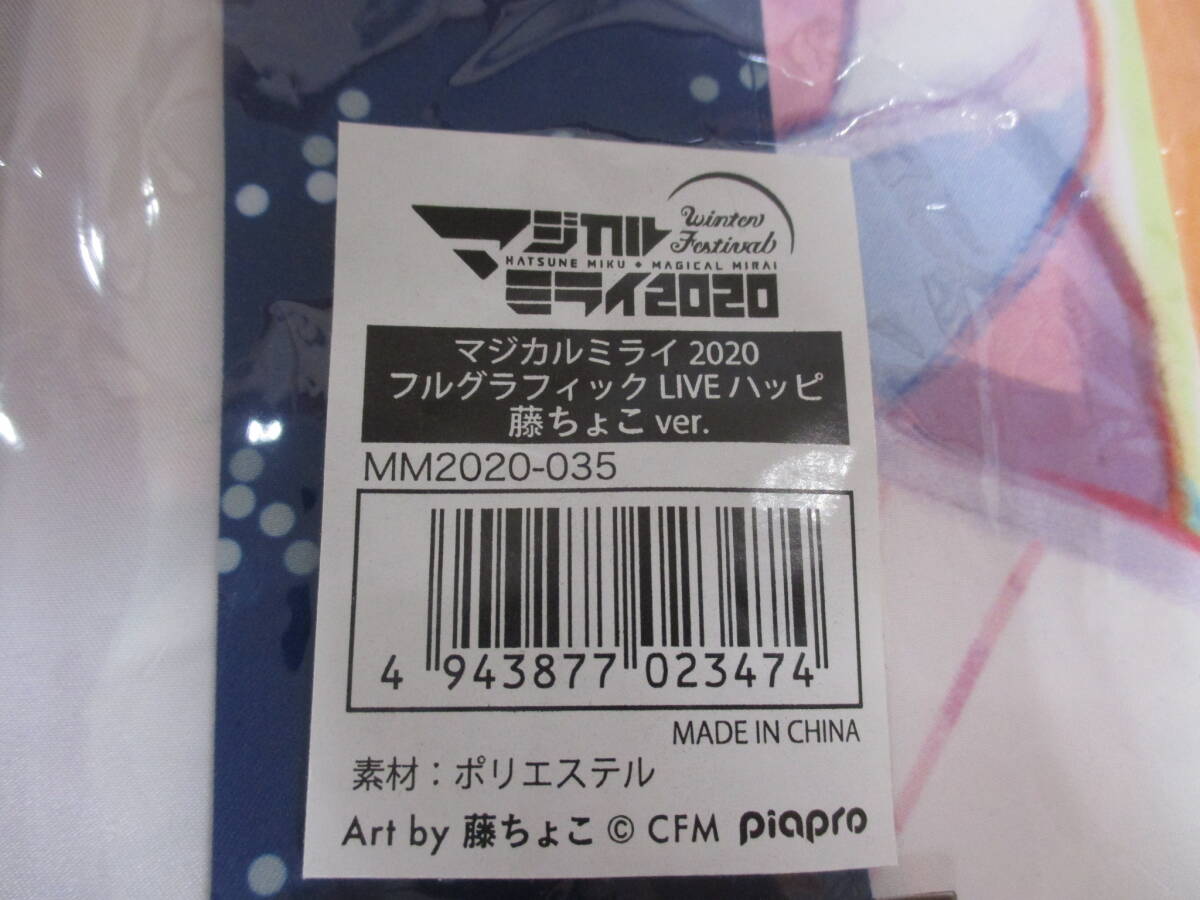 マジカル
Winter
Festival
HATSUNE MIKU ✦ MAGICAL MIRAI
ミライ2020
マジカルミライ 2020
フルグラフィック LIVE ハッピ
藤ちょこ ver.
MM2020-035
4 943877 023474
MADE IN CHINA
素材：ポリエステル
Art by 藤ちょこ © CFM piapro